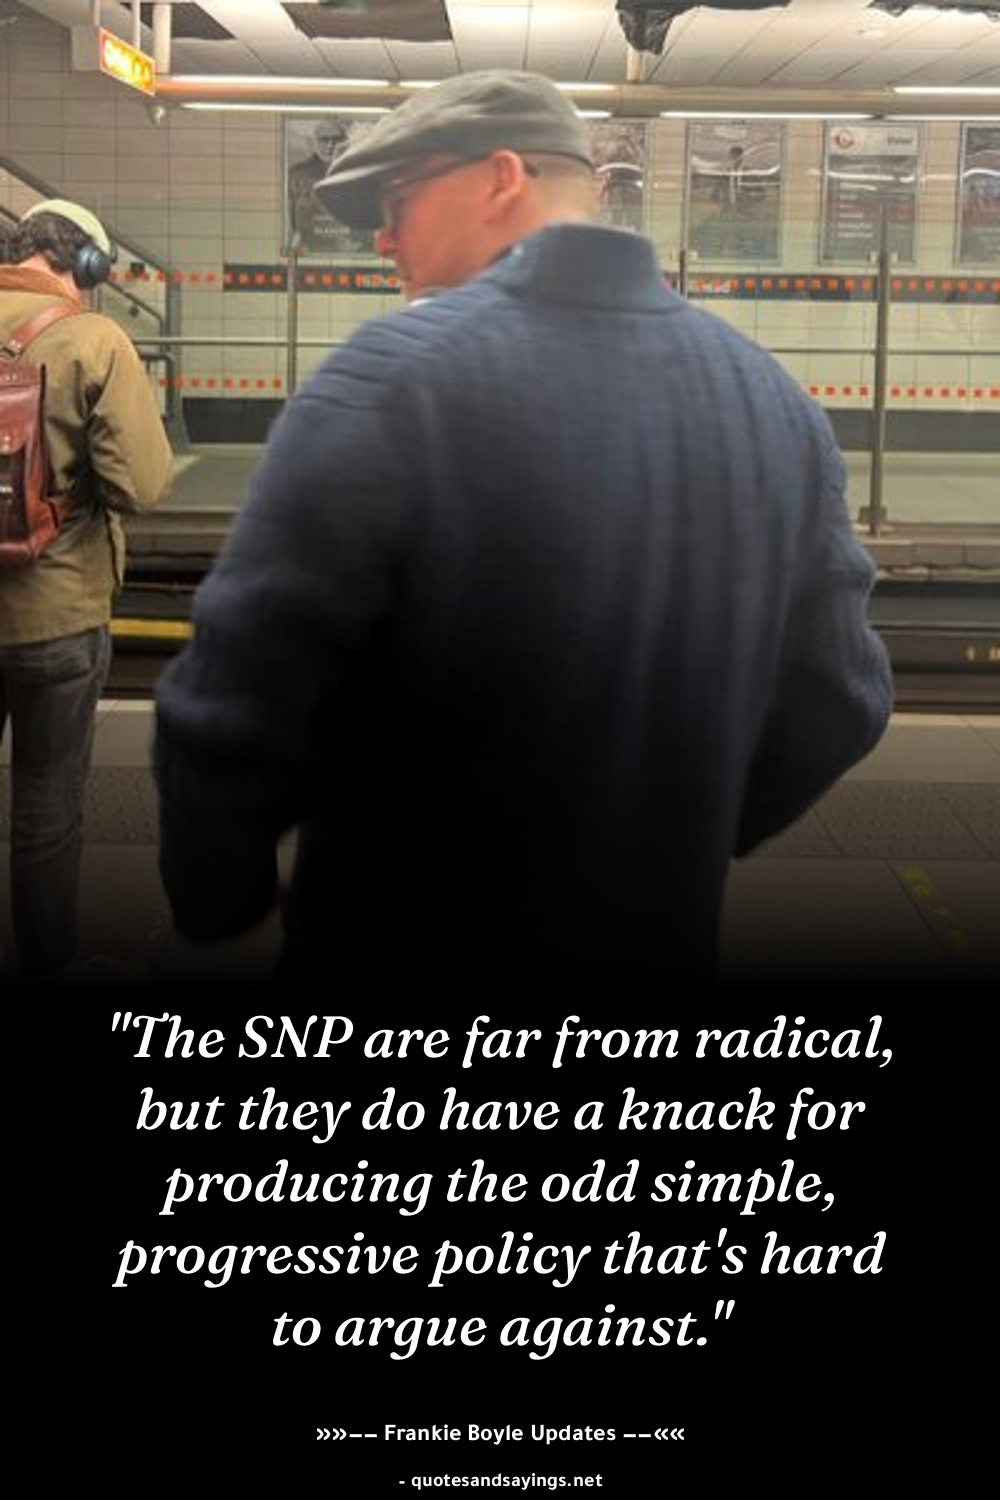 "The SNP are far from radical,
but they do have a knack for
producing the odd simple,
progressive policy that's hard
to argue against."
»»–– Frankie Boyle Updates ––««
- quotesandsayings.net